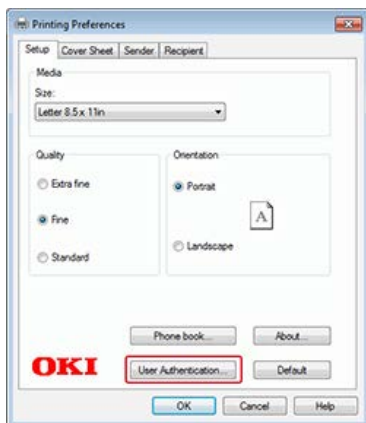 Printing Preferences
Setup Cover Sheet Sender Recipient
Media
Size:
Letter 8.5 x 11in
Quality
Orientation
Extra fine
Portrait
Fine
A
Landscape
Standard
Phone book...
About...
OKI
User Authentication...
Default
OK Cancel Help